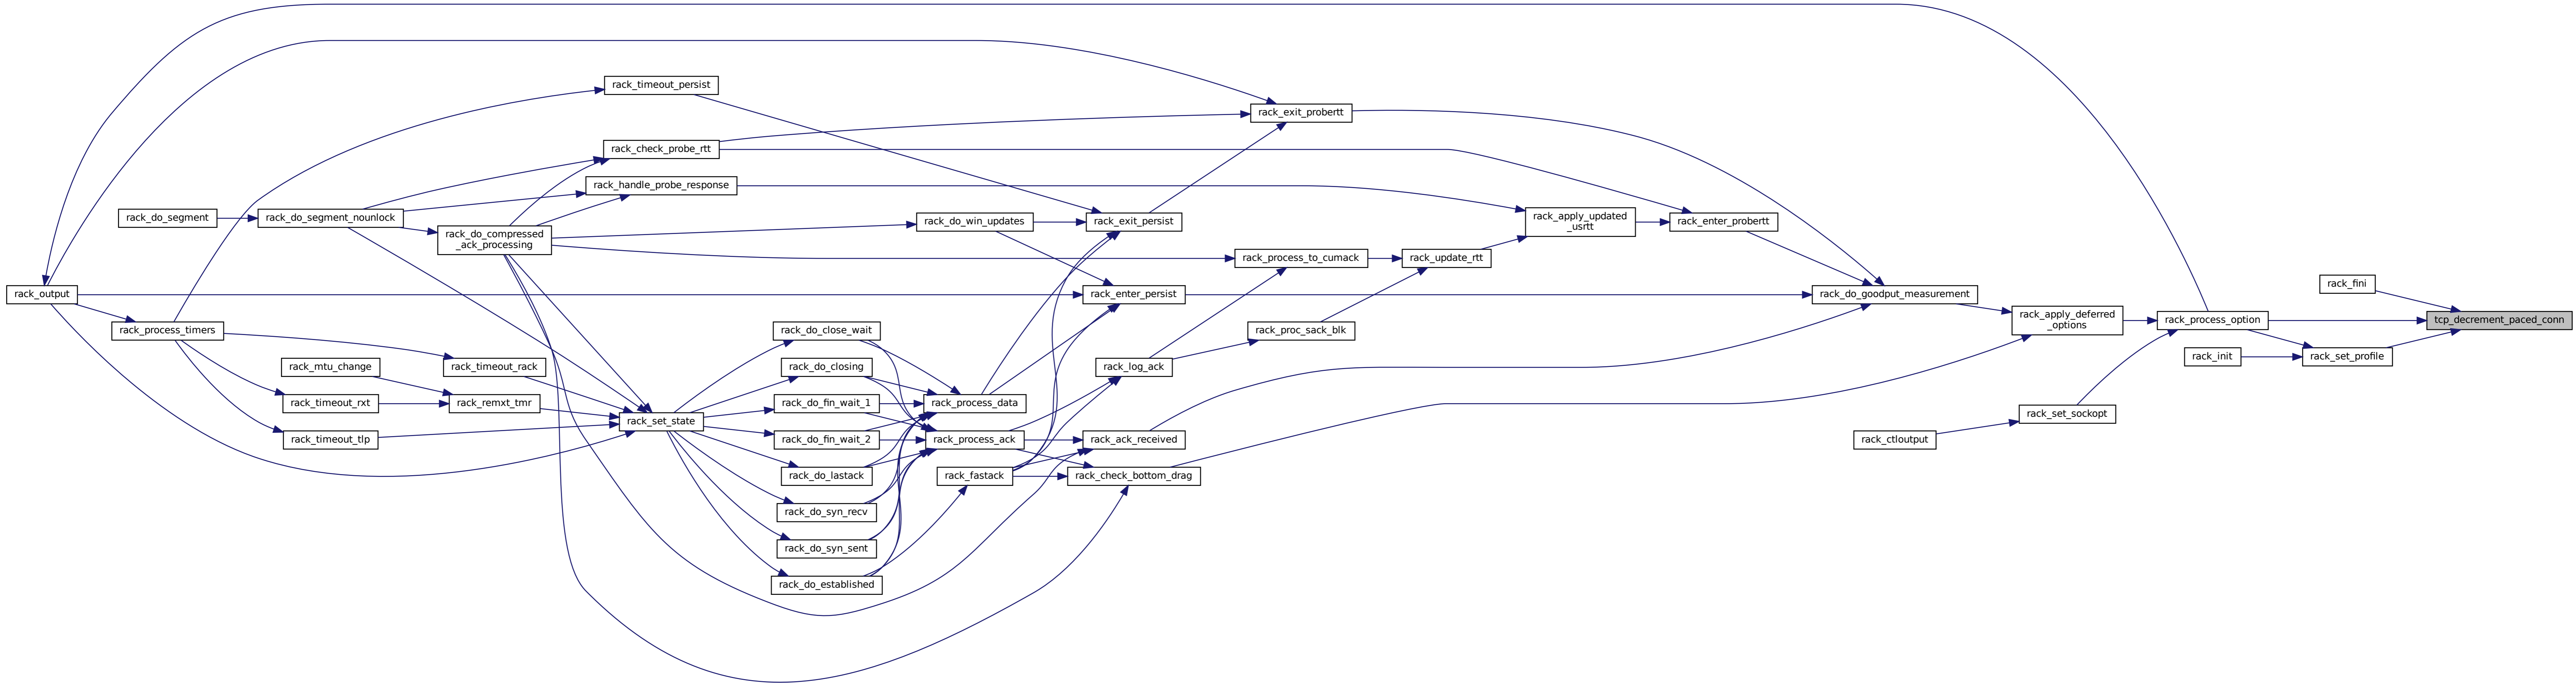 rack_timeout_persist
rack_exit_probertt
rack_check_probe_rtt
rack_handle_probe_response
rack_do_segment
rack_do_segment_nounlock
rack_do_compressed
_ack_processing
rack_do_win_updates
rack_exit_persist
rack_apply_updated
_usrtt
rack_enter_probertt
rack_process_to_cumack
rack_update_rtt
rack_output
rack_enter_persist
rack_do_goodput_measurement
rack_fini
rack_process_timers
rack_do_close_wait
rack_proc_sack_blk
rack_apply_deferred
_options
rack_process_option
tcp_decrement_paced_conn
rack_mtu_change
rack_timeout_rack
rack_do_closing
rack_log_ack
rack_init
rack_set_profile
rack_timeout_rxt
rack_remxt_tmr
rack_do_fin_wait_1
rack_process_data
rack_set_state
rack_set_sockopt
rack_timeout_tlp
rack_do_fin_wait_2
rack_process_ack
rack_ack_received
rack_ctloutput
rack_do_lastack
rack_fastack
rack_check_bottom_drag
rack_do_syn_recv
rack_do_syn_sent
rack_do_established